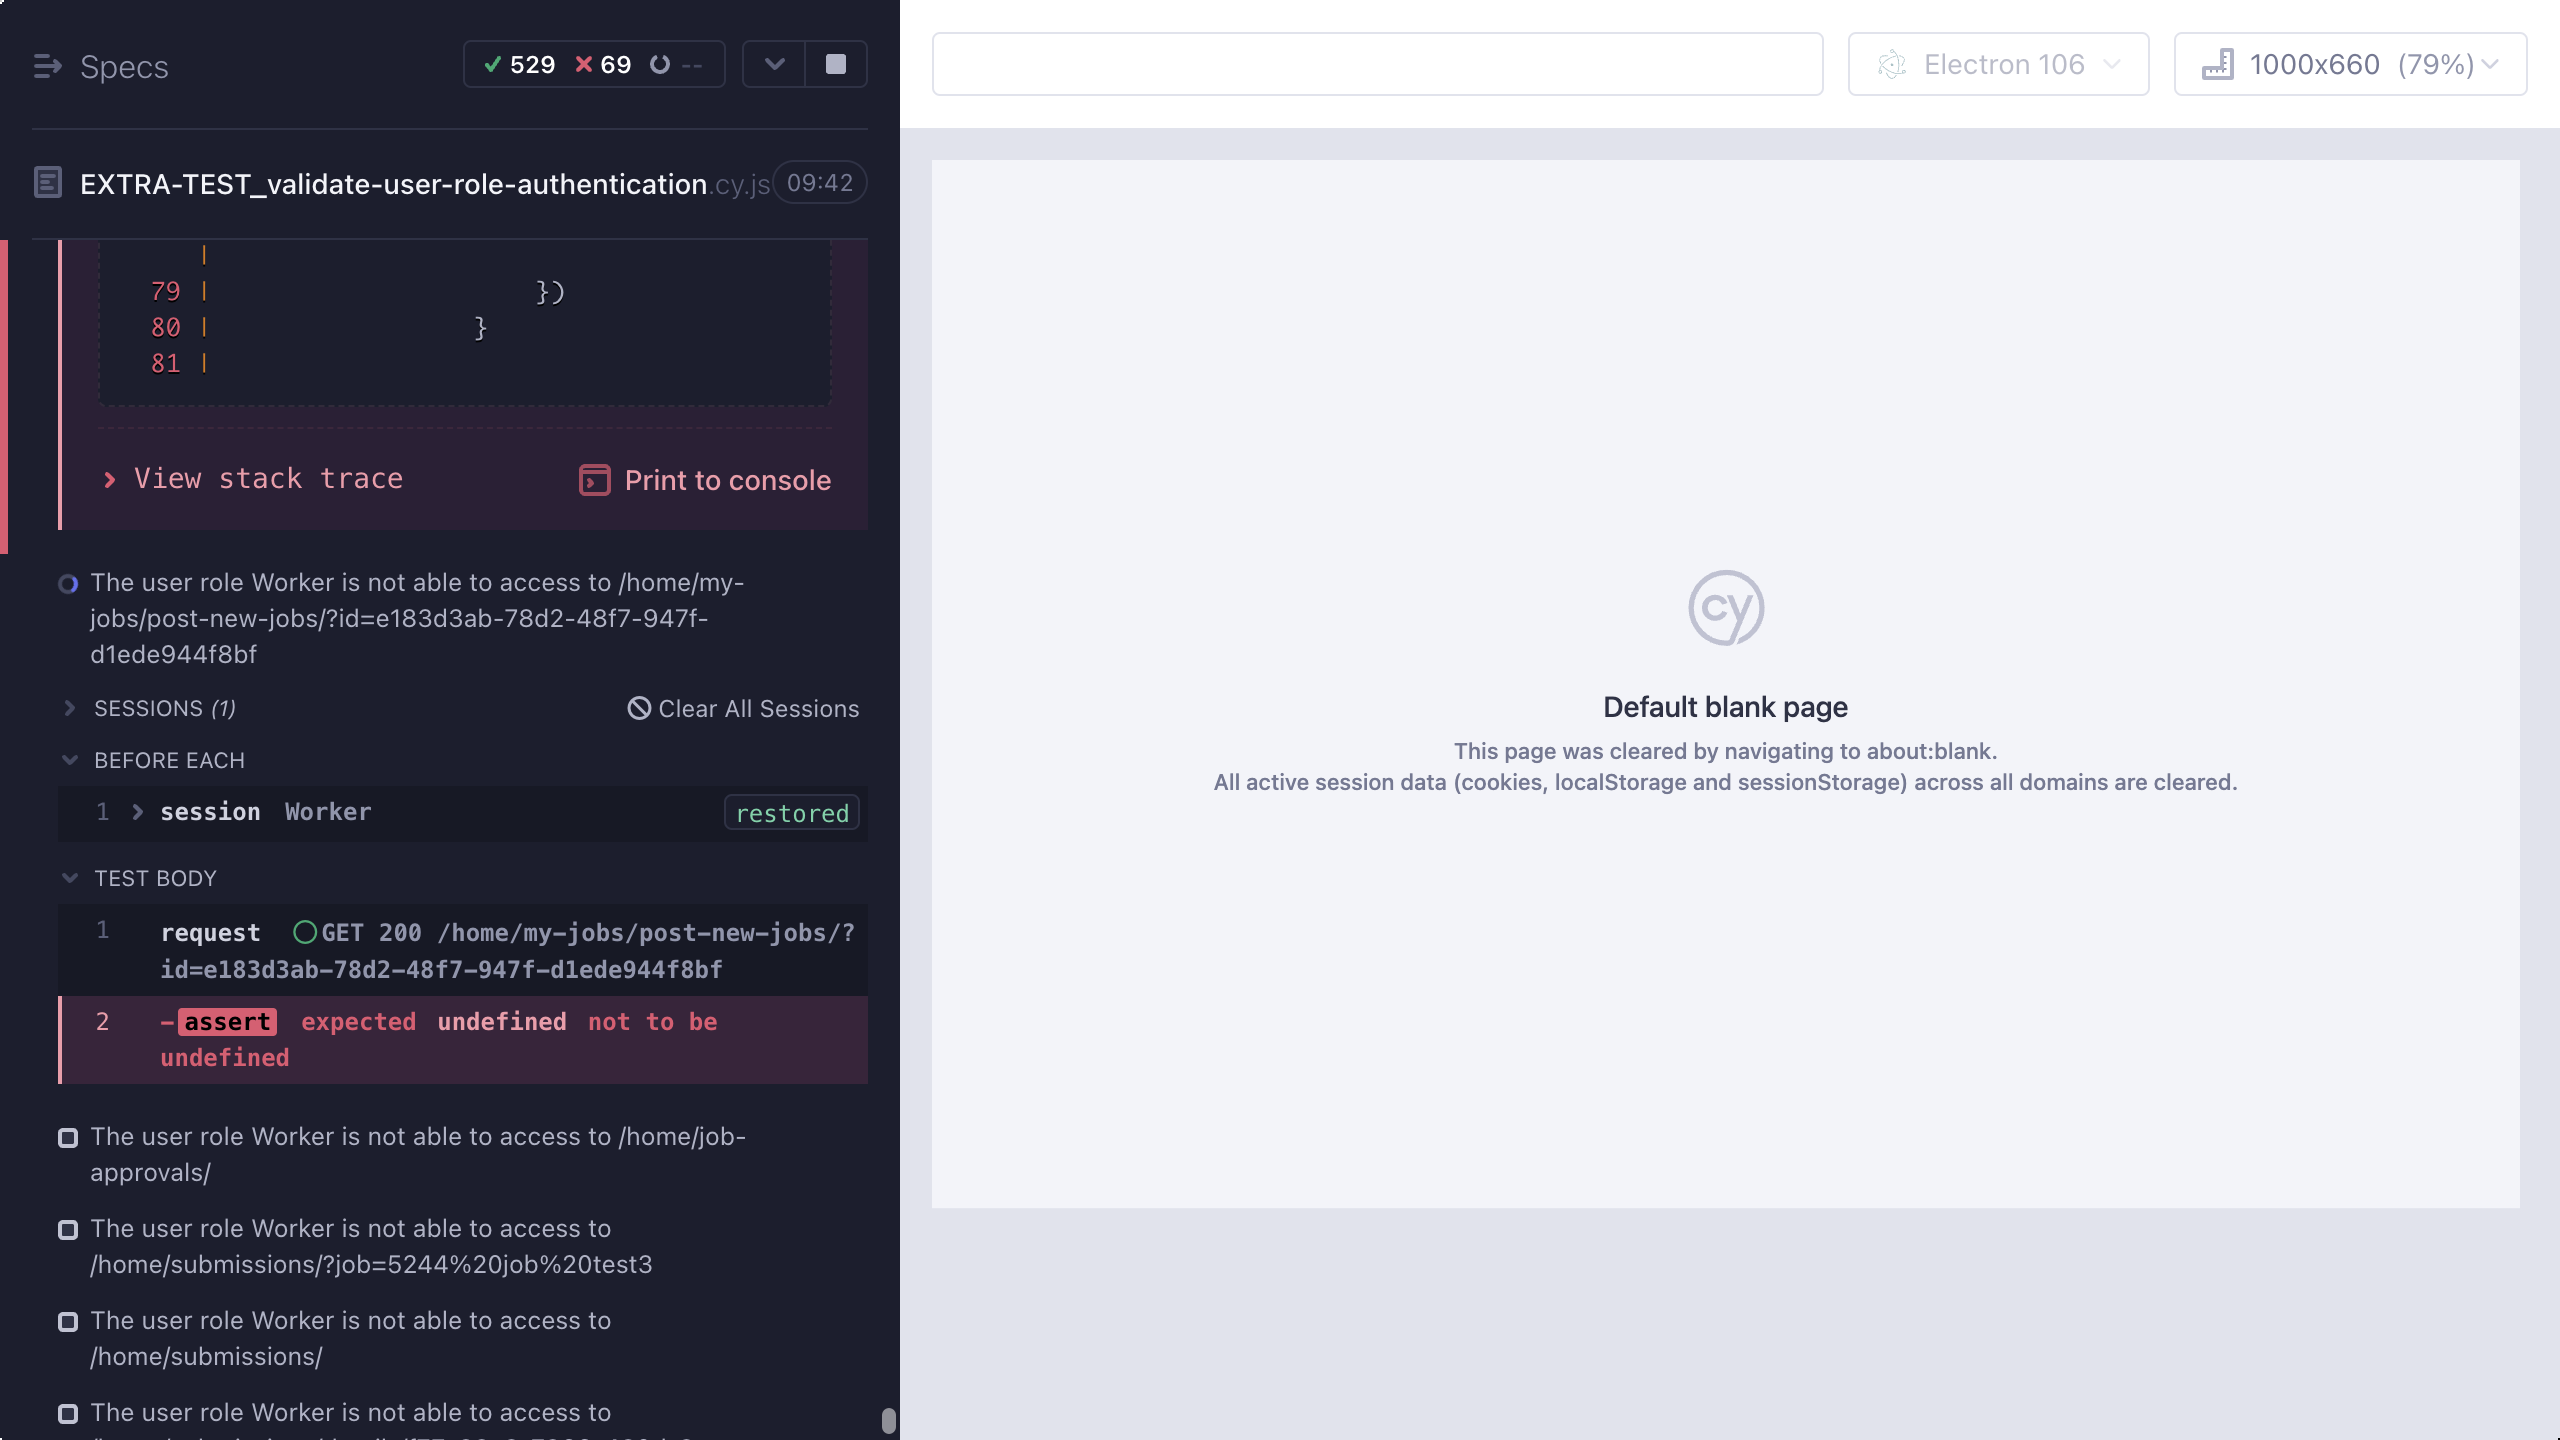 Specs
529 69 --
EXTRA-TEST_validate-user-role-authentication.cy.js 09:42
|
79 | })
80 | }
81 |
View stack trace
Print to console
The user role Worker is not able to access to /home/my-
jobs/post-new-jobs/?id=e183d3ab-78d2-48f7-947f-
d1ede944f8bf
SESSIONS (1)
Clear All Sessions
BEFORE EACH
1 session Worker restored
TEST BODY
1 request GET 200 /home/my-jobs/post-new-jobs/?
id=e183d3ab-78d2-48f7-947f-d1ede944f8bf
2 -assert expected undefined not to be
undefined
The user role Worker is not able to access to /home/job-
approvals/
The user role Worker is not able to access to
/home/submissions/?job=5244%20job%20test3
The user role Worker is not able to access to
/home/submissions/
The user role Worker is not able to access to
Electron 106
1000x660 (79%)
cy
Default blank page
This page was cleared by navigating to about:blank.
All active session data (cookies, localStorage and sessionStorage) across all domains are cleared.